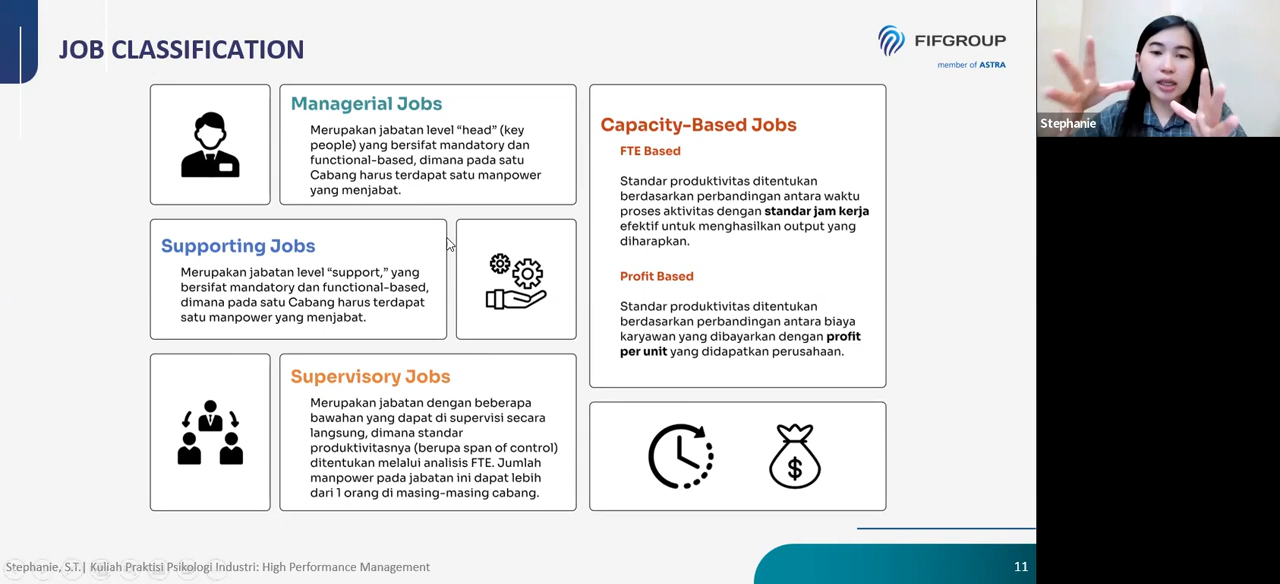 JOB CLASSIFICATION
FIFGROUP
member of ASTRA
Managerial Jobs
Merupakan jabatan level “head” (key
people) yang bersifat mandatory dan
functional-based, dimana pada satu
Cabang harus terdapat satu manpower
yang menjabat.
Supporting Jobs
Merupakan jabatan level “support,” yang
bersifat mandatory dan functional-based,
dimana pada satu Cabang harus terdapat
satu manpower yang menjabat.
Supervisory Jobs
Merupakan jabatan dengan beberapa
bawahan yang dapat di supervisi secara
langsung, dimana standar
produktivitasnya (berupa span of control)
ditentukan melalui analisis FTE. Jumlah
manpower pada jabatan ini dapat lebih
dari 1 orang di masing-masing cabang.
Capacity-Based Jobs
FTE Based
Standar produktivitas ditentukan
berdasarkan perbandingan antara waktu
proses aktivitas dengan standar jam kerja
efektif untuk menghasilkan output yang
diharapkan.
Profit Based
Standar produktivitas ditentukan
berdasarkan perbandingan antara biaya
karyawan yang dibayarkan dengan profit
per unit yang didapatkan perusahaan.
$
Stephanie
Stephanie, S.T.| Kuliah Praktisi Psikologi Industri: High Performance Management
11